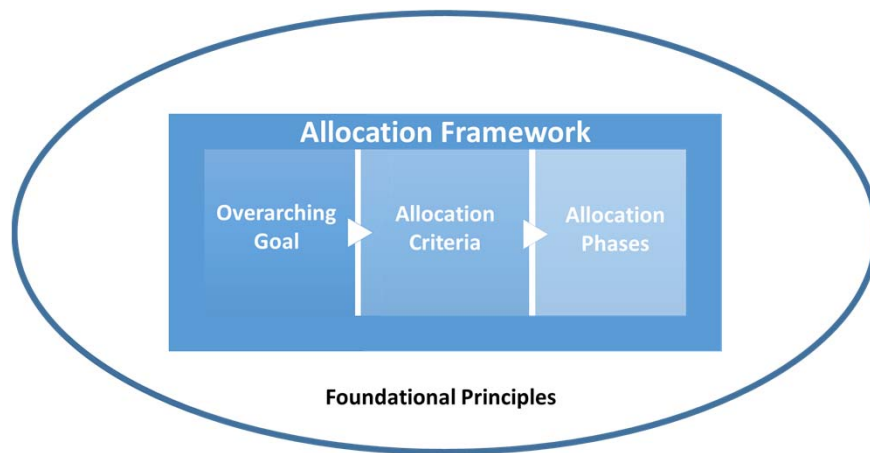 Allocation Framework
Overarching
Goal
Allocation
Criteria
Allocation
Phases
Foundational Principles